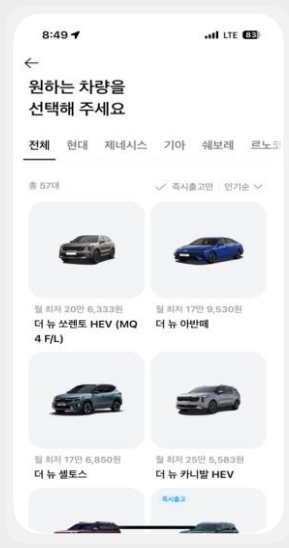 8:49
LTE 83
원하는 차량을
선택해 주세요
전체 현대 제네시스 기아 쉐보레 르노코
총 57대
즉시출고만 인기순
월 최저 20만 6,333원
더 뉴 쏘렌토 HEV (MQ
4 F/L)
월 최저 17만 9,530원
더 뉴 아반떼
월 최저 17만 6,850원
더 뉴 셀토스
월 최저 25만 5,583원
더 뉴 카니발 HEV
즉시출고